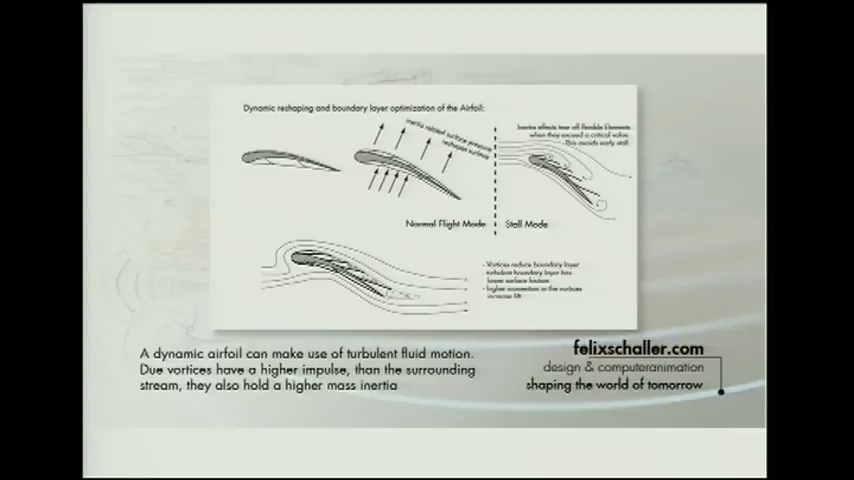 Dynamic reshaping and boundary layer optimization of the Airfoil:
inertia related surface pressure
reshapes surface
Inertia effects tear off flexible Elements
when they exceed a critical value.
-This avoids early stall.
Normal Flight Mode
Stall Mode
- Vortices reduce boundary layer
turbulent boundary layer has
lower surface friction
- higher momentum in the vortices
increase lift
A dynamic airfoil can make use of turbulent fluid motion.
Due vortices have a higher impulse, than the surrounding
stream, they also hold a higher mass inertia
felixschaller.com
design & computeranimation
shaping the world of tomorrow